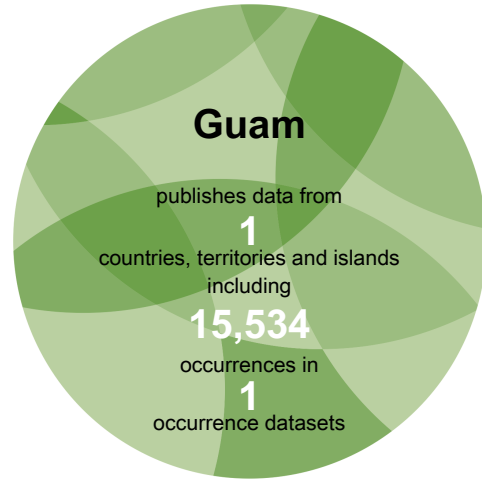 Guam
publishes data from
1
countries, territories and islands
including
15,534
occurrences in
1
occurrence datasets